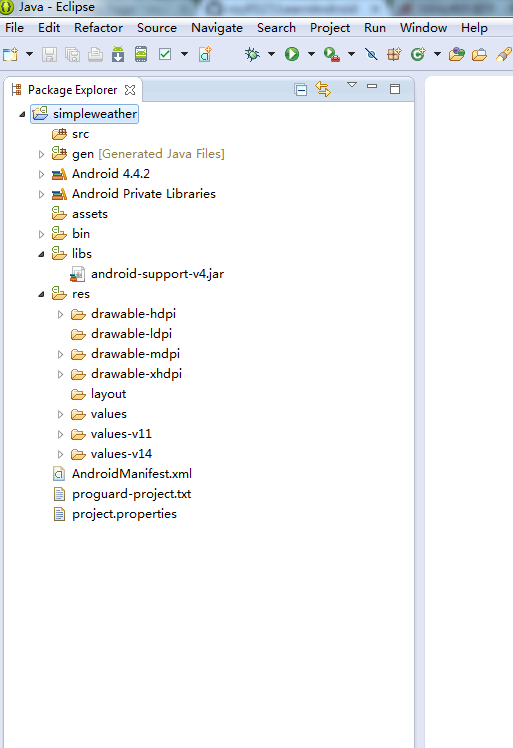 Java - Eclipse
File Edit Refactor Source Navigate Search Project Run Window Help
Package Explorer
simpleweather
src
gen [Generated Java Files]
Android 4.4.2
Android Private Libraries
assets
bin
libs
android-support-v4.jar
res
drawable-hdpi
drawable-ldpi
drawable-mdpi
drawable-xhdpi
layout
values
values-v11
values-v14
AndroidManifest.xml
proguard-project.txt
project.properties